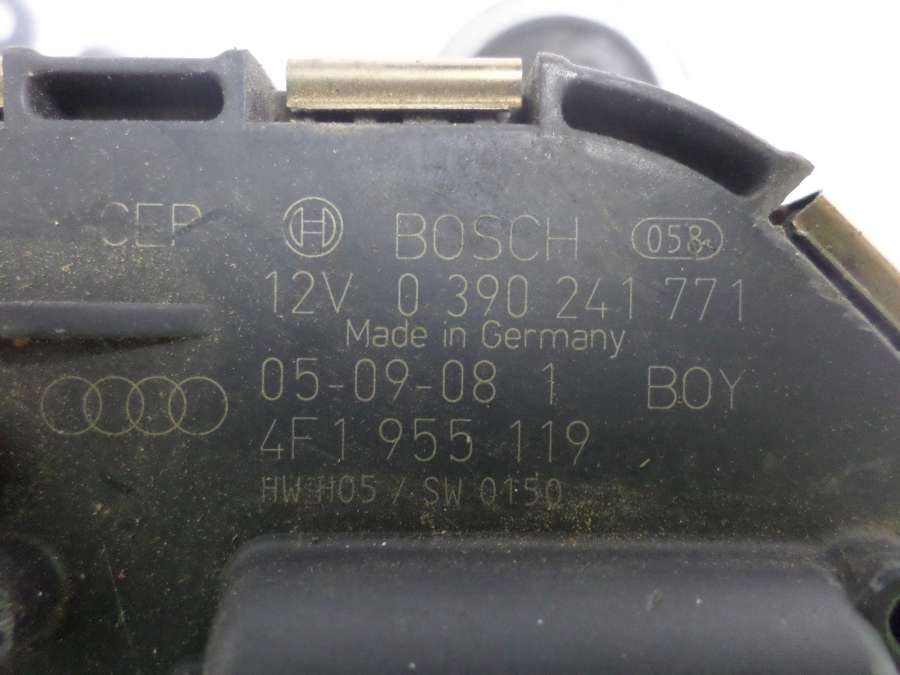 CEP BOSCH 058
12V 0 390 241 771
Made in Germany
05-09-08 1 BOY
4F1 955 119
HW H05 / SW 0150